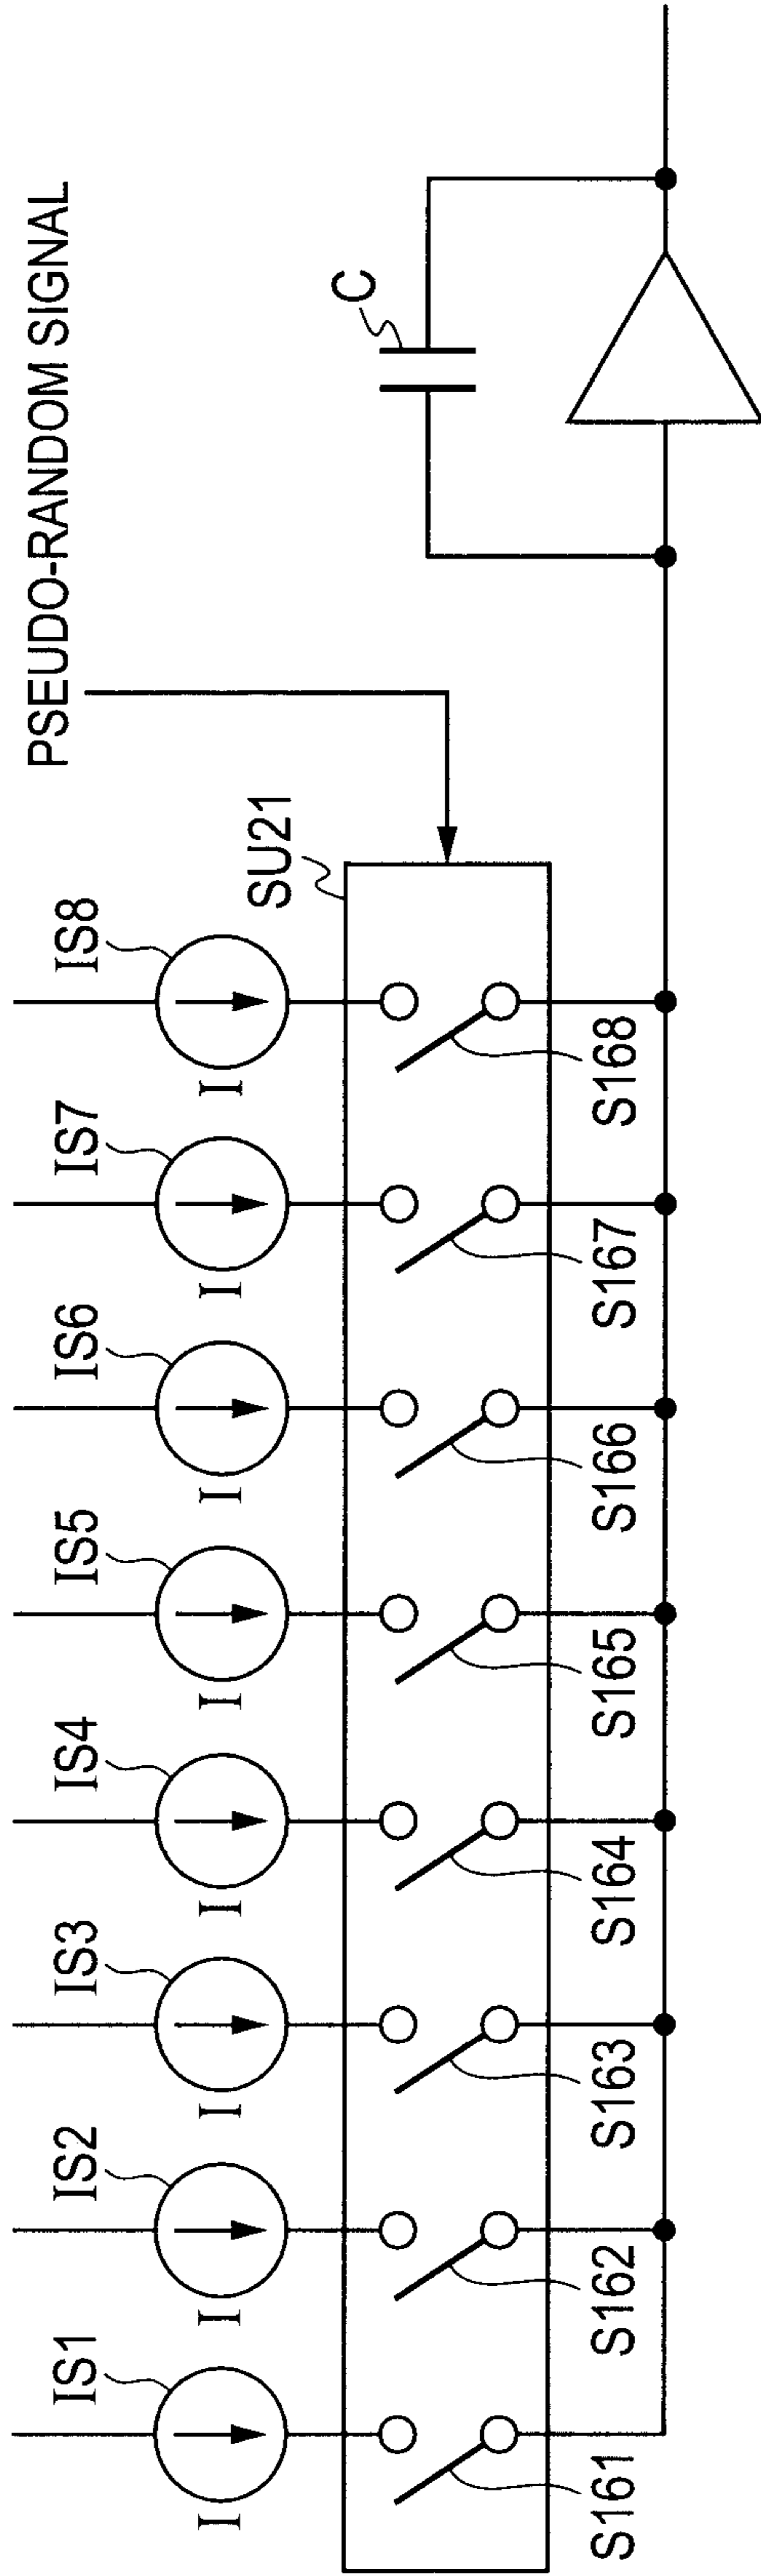 PSEUDO-RANDOM SIGNAL
IS1
IS2
IS3
IS4
IS5
IS6
IS7
IS8
I
I
I
I
I
I
I
I
SU21
C
S161
S162
S163
S164
S165
S166
S167
S168